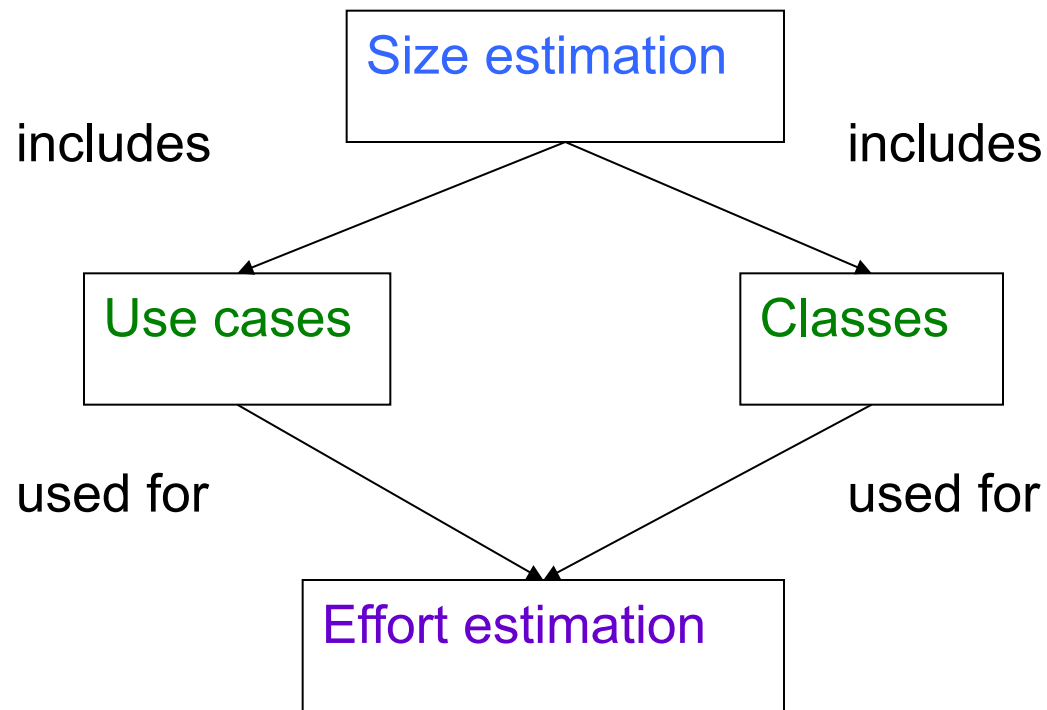 Size estimation
includes
includes
Use cases
Classes
used for
used for
Effort estimation